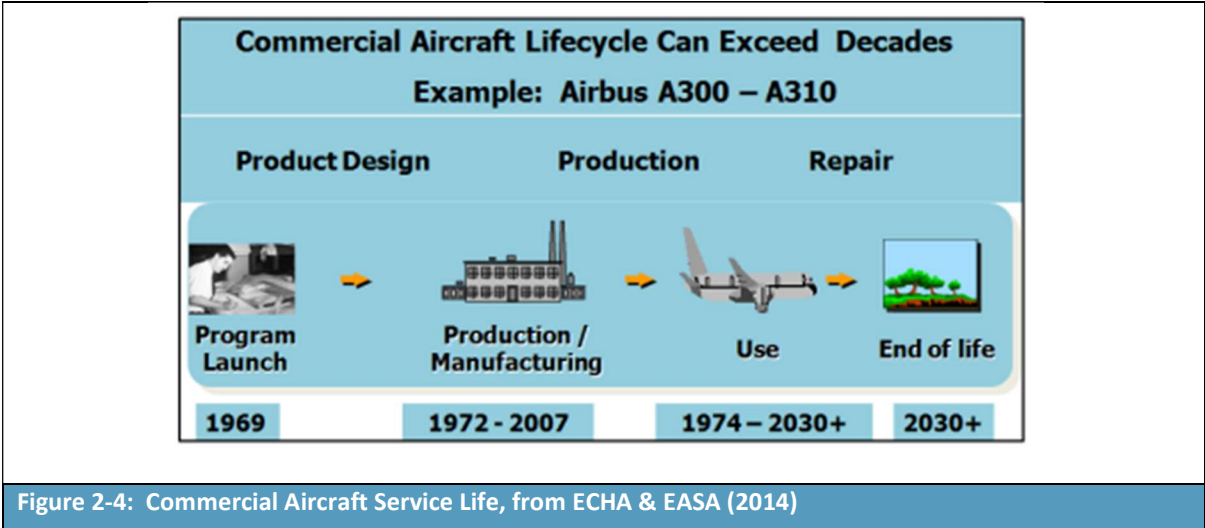 Commercial Aircraft Lifecycle Can Exceed Decades
Example: Airbus A300 – A310
Product Design Production Repair
Program Launch
Production / Manufacturing
Use
End of life
1969 1972 - 2007 1974 – 2030+ 2030+
Figure 2-4: Commercial Aircraft Service Life, from ECHA & EASA (2014)